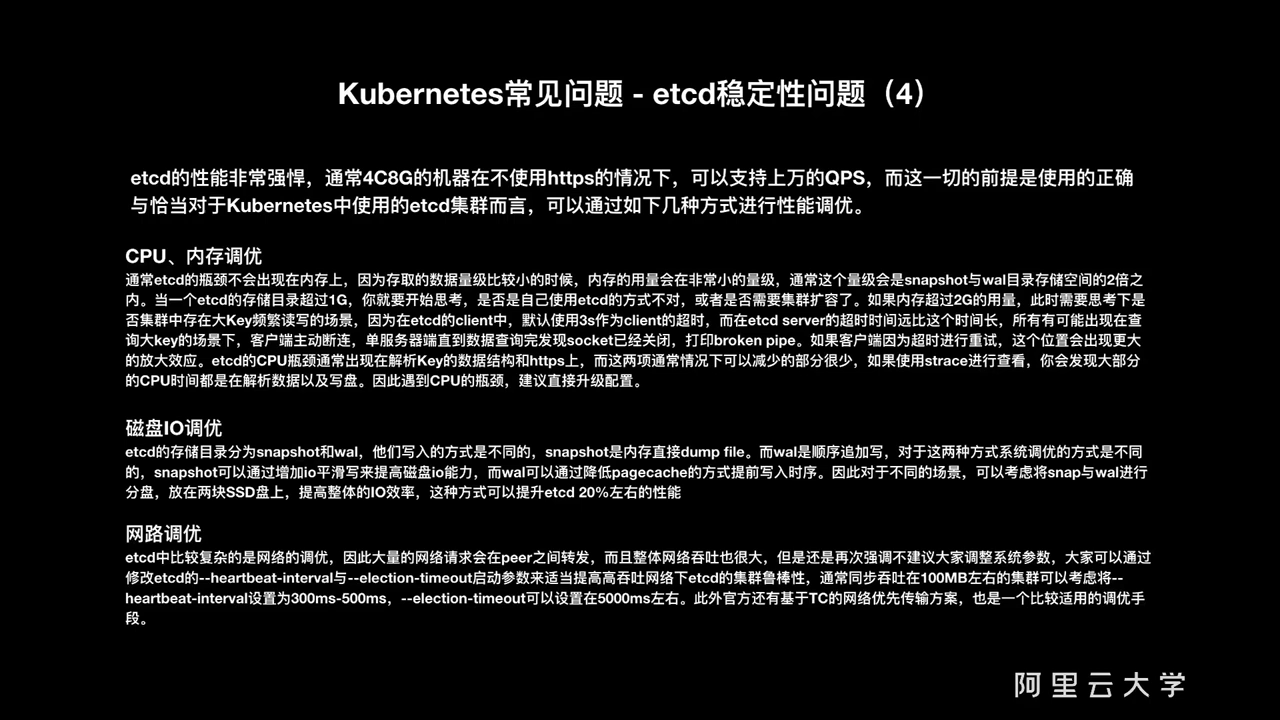 Kubernetes常见问题 - etcd稳定性问题（4）
etcd的性能非常强悍，通常4C8G的机器在不使用https的情况下，可以支持上万的QPS，而这一切的前提是使用的正确
与恰当对于Kubernetes中使用的etcd集群而言，可以通过如下几种方式进行性能调优。
CPU、内存调优
通常etcd的瓶颈不会出现在内存上，因为存取的数据量级比较小的时候，内存的用量会在非常小的量级，通常这个量级会是snapshot与wal目录存储空间的2倍之
内。当一个etcd的存储目录超过1G，你就要开始思考，是否是自己使用etcd的方式不对，或者是否需要集群扩容了。如果内存超过2G的用量，此时需要思考下是
否集群中存在大Key频繁读写的场景，因为在etcd的client中，默认使用3s作为client的超时，而在etcd server的超时时间远比这个时间长，所有有可能出现在查
询大key的场景下，客户端主动断连，单服务器端直到数据查询完发现socket已经关闭，打印broken pipe。如果客户端因为超时进行重试，这个位置会出现更大
的放大效应。etcd的CPU瓶颈通常出现在解析Key的数据结构和https上，而这两项通常情况下可以减少的部分很少，如果使用strace进行查看，你会发现大部分
的CPU时间都是在解析数据以及写盘。因此遇到CPU的瓶颈，建议直接升级配置。
磁盘IO调优
etcd的存储目录分为snapshot和wal，他们写入的方式是不同的，snapshot是内存直接dump file。而wal是顺序追加写，对于这两种方式系统调优的方式是不同
的，snapshot可以通过增加io平滑写来提高磁盘io能力，而wal可以通过降低pagecache的方式提前写入时序。因此对于不同的场景，可以考虑将snap与wal进行
分盘，放在两块SSD盘上，提高整体的IO效率，这种方式可以提升etcd 20%左右的性能
网路调优
etcd中比较复杂的是网络的调优，因此大量的网络请求会在peer之间转发，而且整体网络吞吐也很大，但是还是再次强调不建议大家调整系统参数，大家可以通过
修改etcd的--heartbeat-interval与--election-timeout启动参数来适当提高高吞吐网络下etcd的集群鲁棒性，通常同步吞吐在100MB左右的集群可以考虑将--
heartbeat-interval设置为300ms-500ms，--election-timeout可以设置在5000ms左右。此外官方还有基于TC的网络优先传输方案，也是一个比较适用的调优手
段。
阿里云大学